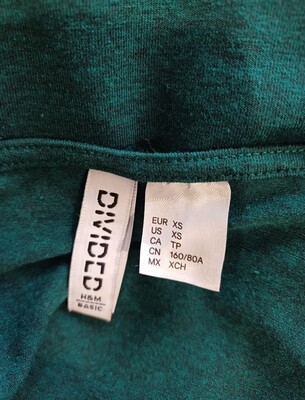 DIVIDED
H&M
BASIC
EUR XS
US XS
CA TP
CN 160/80A
MX XCH